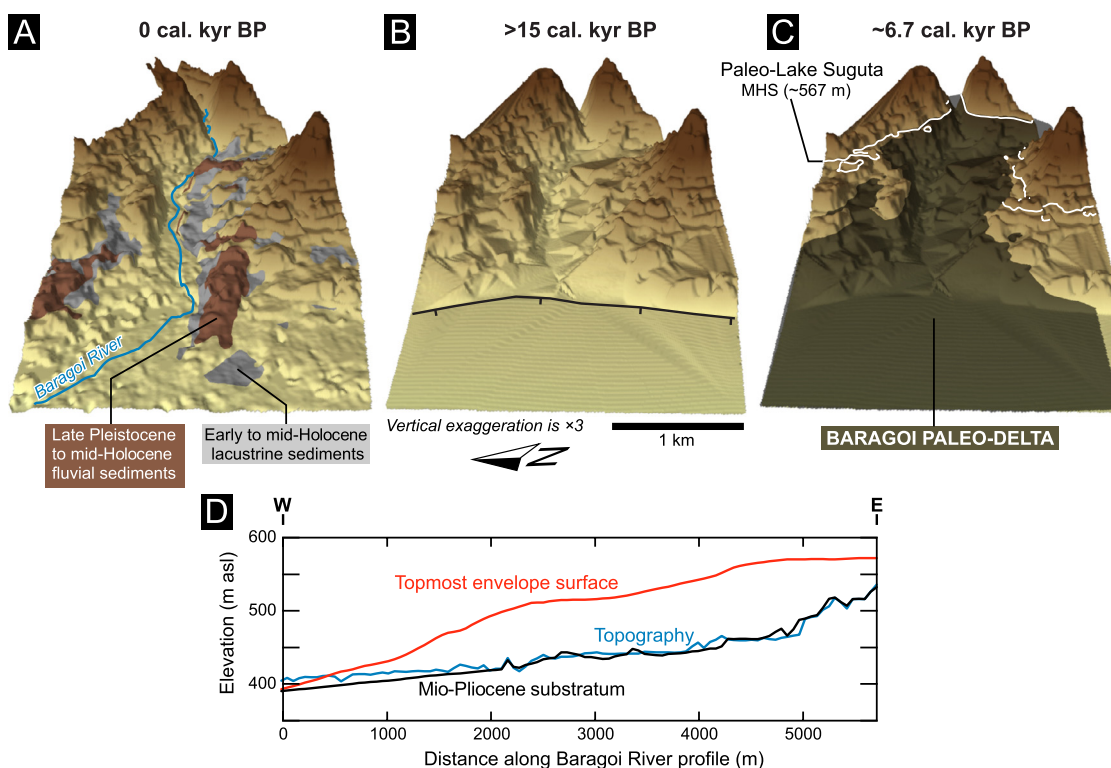 A
0 cal. kyr BP
B
>15 cal. kyr BP
C
~6.7 cal. kyr BP
Paleo-Lake Suguta
MHS (~567 m)
Baragoi River
Late Pleistocene
to mid-Holocene
fluvial sediments
Early to mid-Holocene
lacustrine sediments
Vertical exaggeration is ×3
N
1 km
BARAGOI PALEO-DELTA
D
W
E
600
500
400
Elevation (m asl)
Topmost envelope surface
Topography
Mio-Pliocene substratum
0
1000
2000
3000
4000
5000
Distance along Baragoi River profile (m)